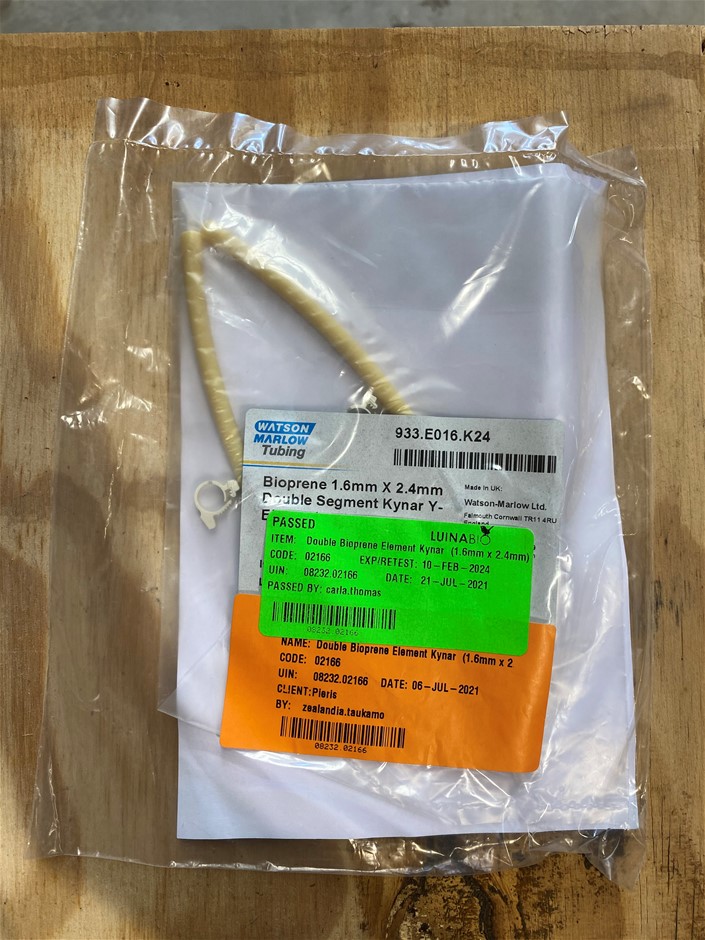 WATSON
MARLOW
Tubing
933.E016.K24
Bioprene 1.6mm X 2.4mm
Double Segment Kynar Y-
Made in UK:
Watson-Marlow Ltd.
Falmouth Cornwall TR11 4RU
England
PASSED
LUINABIO
ITEM: Double Bioprene Element Kynar (1.6mm x 2.4mm)
CODE: 02166 EXP/RETEST: 10-FEB-2024
UIN: 08232.02166 DATE: 21-JUL-2021
PASSED BY: carla.thomas
08232.02166
NAME: Double Bioprene Element Kynar (1.6mm x 2
CODE: 02166
UIN: 08232.02166 DATE: 06-JUL-2021
CLIENT:Pieris
BY: zealandia.taukamo
08232.02166